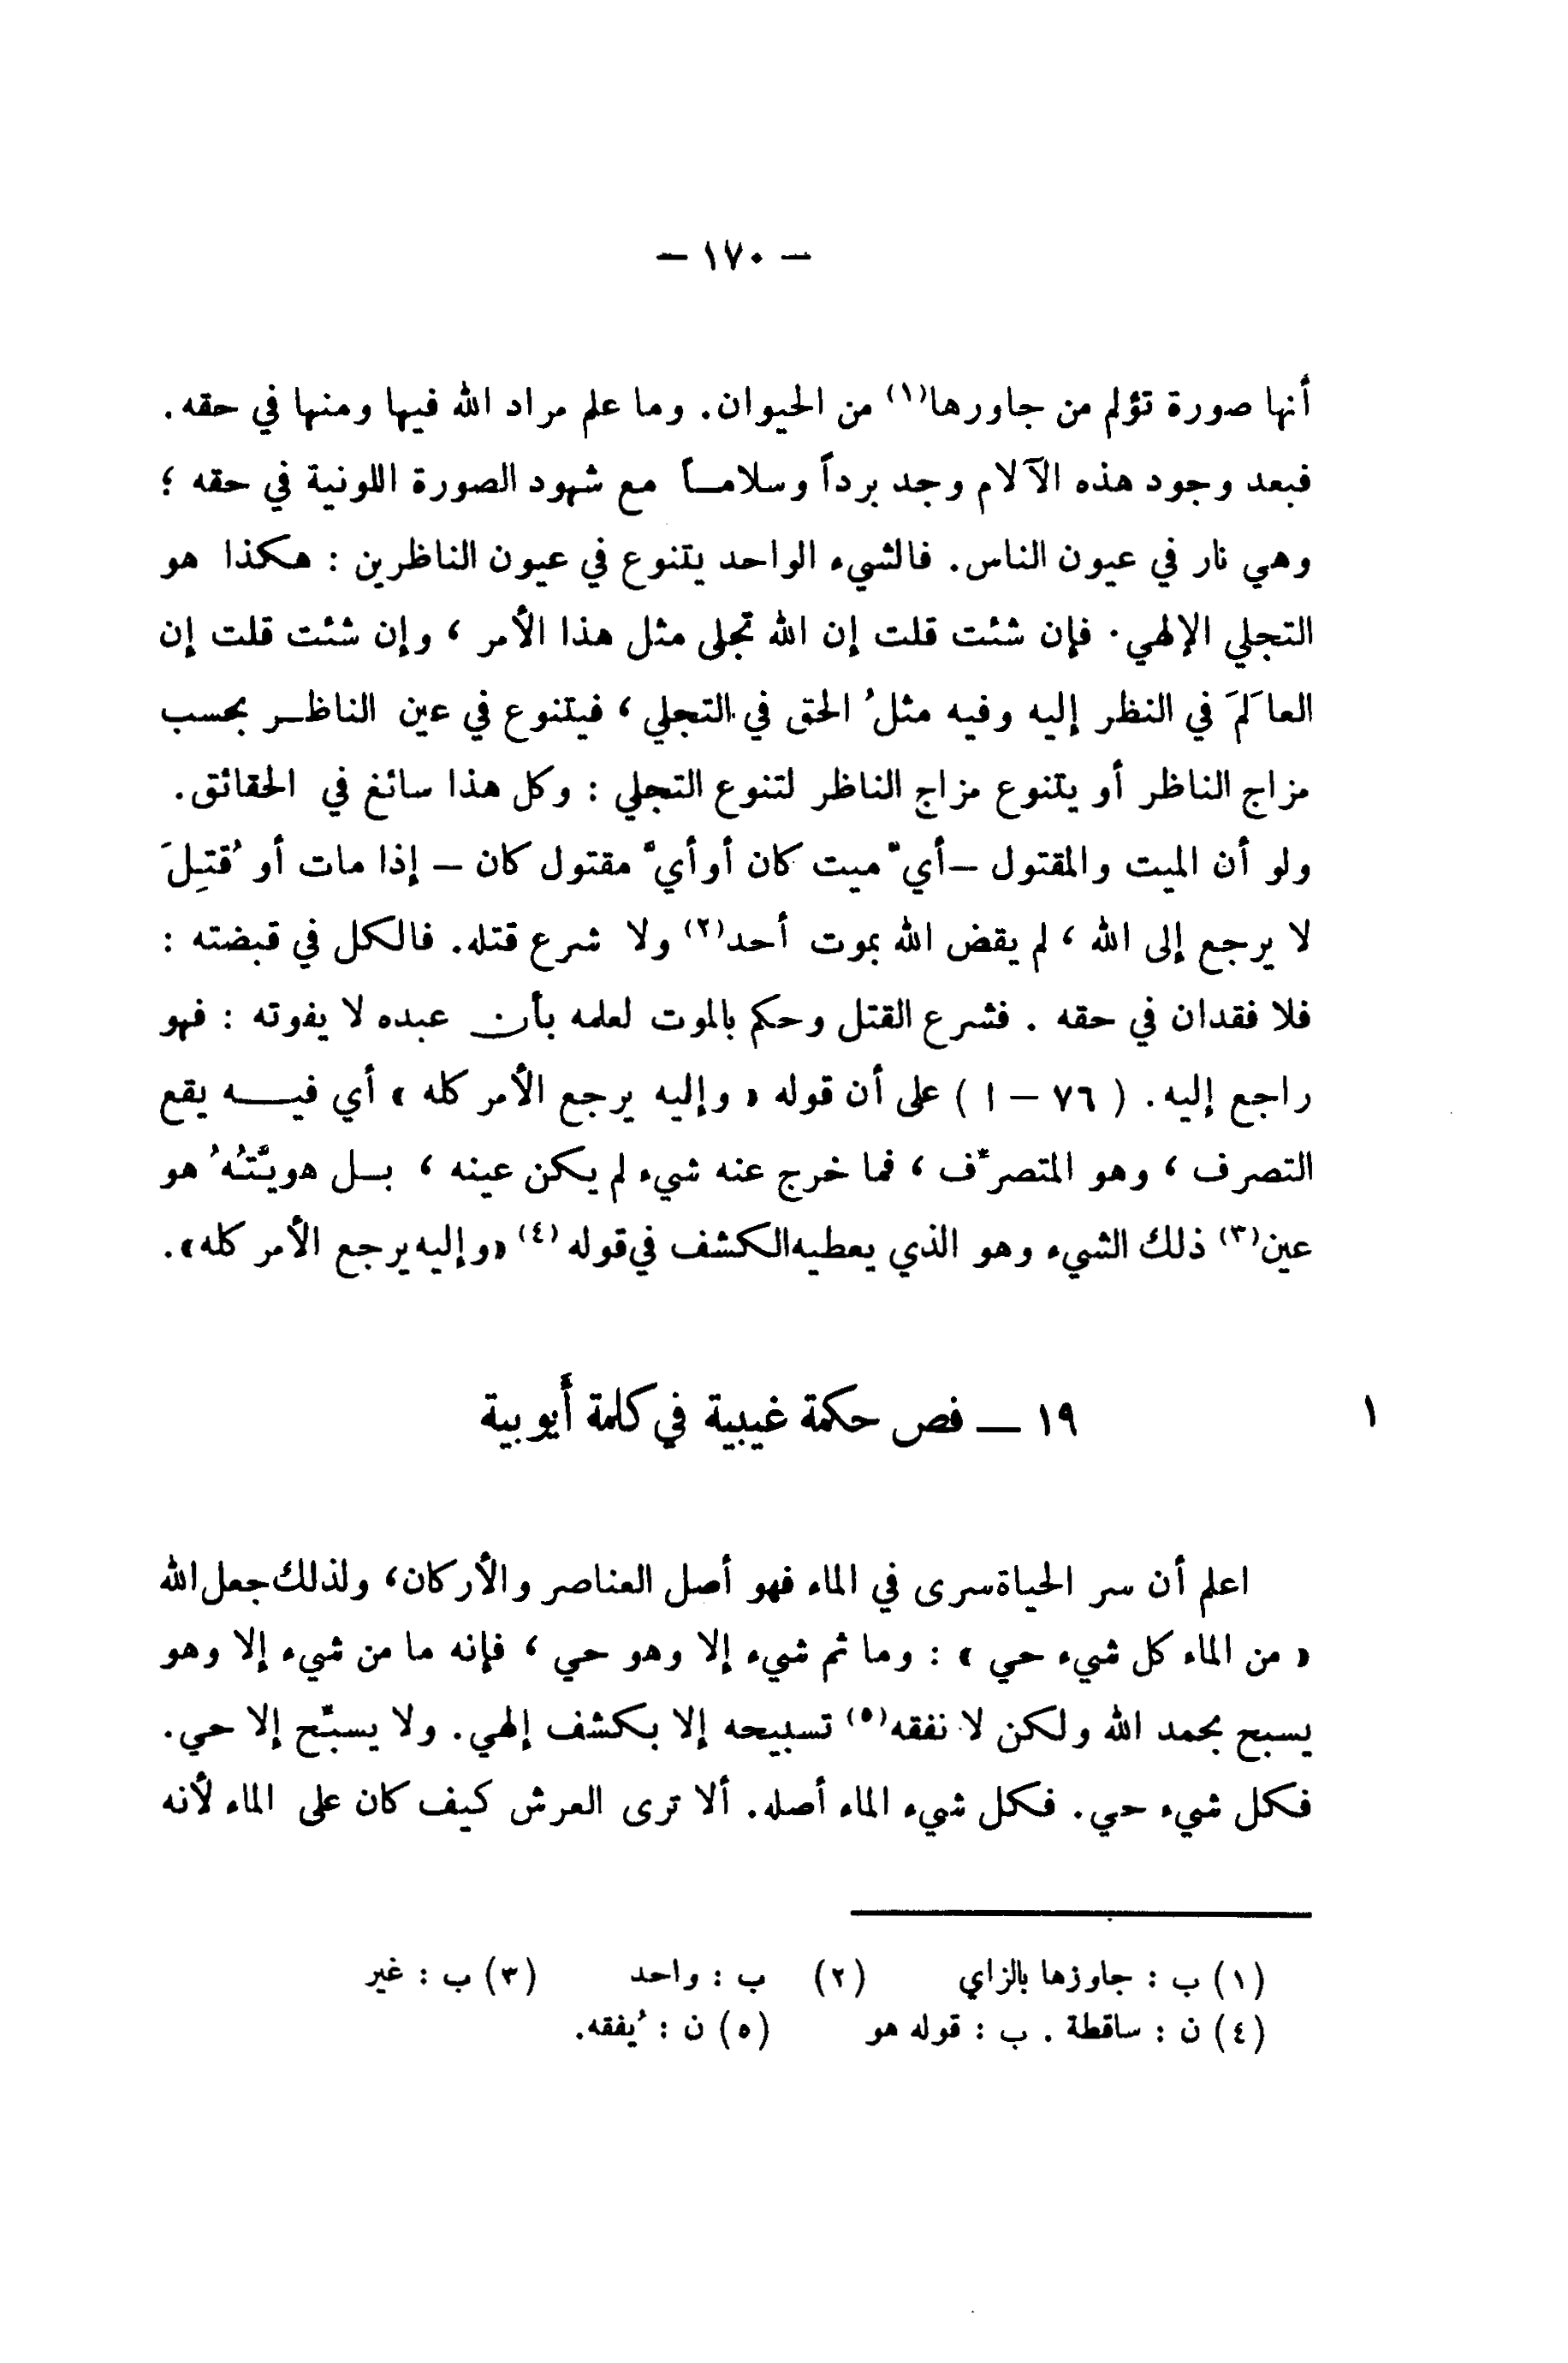 — ١٧٠ —
أنها صورة تؤلم من جاورها(١) من الحيوان. وما علم مراد الله فيها ومنها في حقه.
فبعد وجود هذه الآلام وجد برداً وسلامـاً مع شهود الصورة اللونية في حقه ؛
وهي نار في عيون الناس. فالشيء الواحد يتنوع في عيون الناظرين : هكذا هو
التجلي الإلهي. فإن شئت قلت إن الله تجلى مثل هذا الأمر ، وإن شئت قلت إن
العالَمَ في النظر إليه وفيه مثلُ الحق في التجلي ، فيتنوع في عين الناظـر بحسب
مزاج الناظر أو يتنوع مزاج الناظر لتنوع التجلي : وكل هذا سائغ في الحقائق.
ولو أن الميت والمقتول –أيّ ميت كان أو أيّ مقتول كان – إذا مات أو قُتِلَ
لا يرجع إلى الله ، لم يقض الله بموت أحد(٢) ولا شرع قتله. فالكل في قبضته :
فلا فقدان في حقه . فشرع القتل وحكم بالموت لعلمه بأن عبده لا يفوته : فهو
راجع إليه. ( ٧٦ – ا ) على أن قوله « وإليه يرجع الأمر كله » أي فيـــه يقع
التصرف ، وهو المتصرّف ، فما خرج عنه شيء لم يكن عينه ، بـل هويَّتُهُ هو
عين(٣) ذلك الشيء وهو الذي يعطيه الكشف في قوله (٤) «وإليه يرجع الأمر كله».
١
١٩ — فص حكمة غيبية في كلمة أيوبية
اعلم أن سر الحياة سرى في الماء فهو أصل العناصر والأركان، ولذلك جعل الله
« من الماء كل شيء حي » : وما ثم شيء إلا وهو حي ، فإنه ما من شيء إلا وهو
يسبح بحمد الله ولكن لا نفقه(٥) تسبيحه إلا بكشف إلهي. ولا يسبّح إلا حي.
فكل شيء حي. فكل شيء الماء أصله. ألا ترى العرش كيف كان على الماء لأنه
(١) ب : جاوزها بالزاي (٢) ب : واحد (٣) ب : غير
(٤) ن : ساقطة . ب : قوله هو (٥) ن : يُفقه.